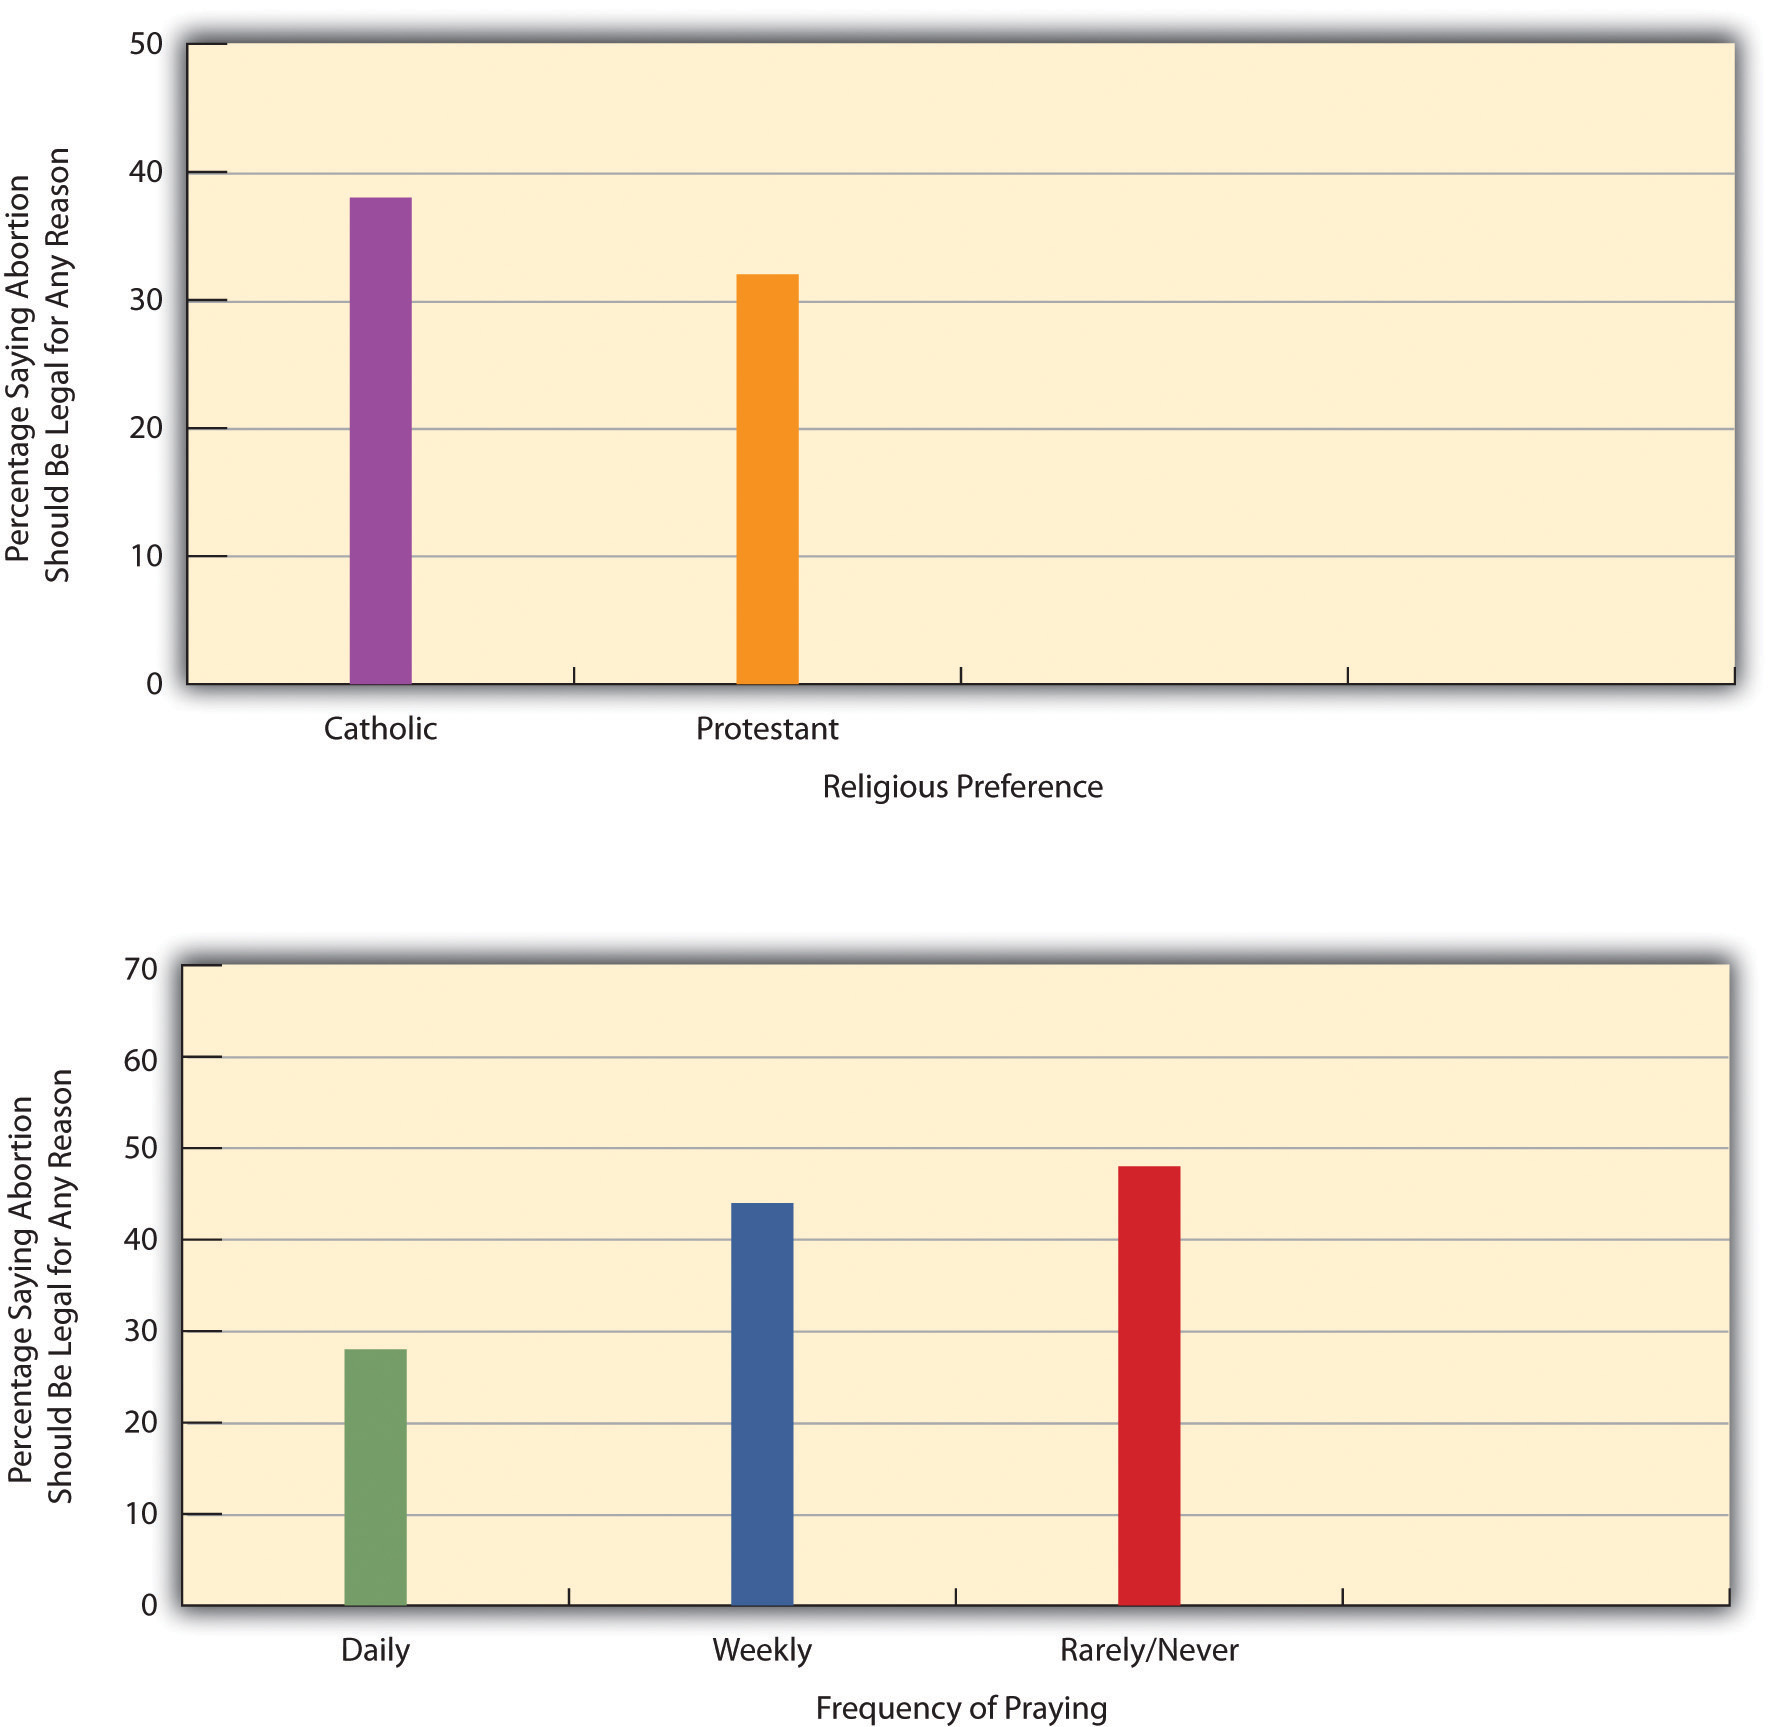 50
40
30
20
10
0
Percentage Saying Abortion
Should Be Legal for Any Reason
Catholic
Protestant
Religious Preference
70
60
50
40
30
20
10
0
Percentage Saying Abortion
Should Be Legal for Any Reason
Daily
Weekly
Rarely/Never
Frequency of Praying